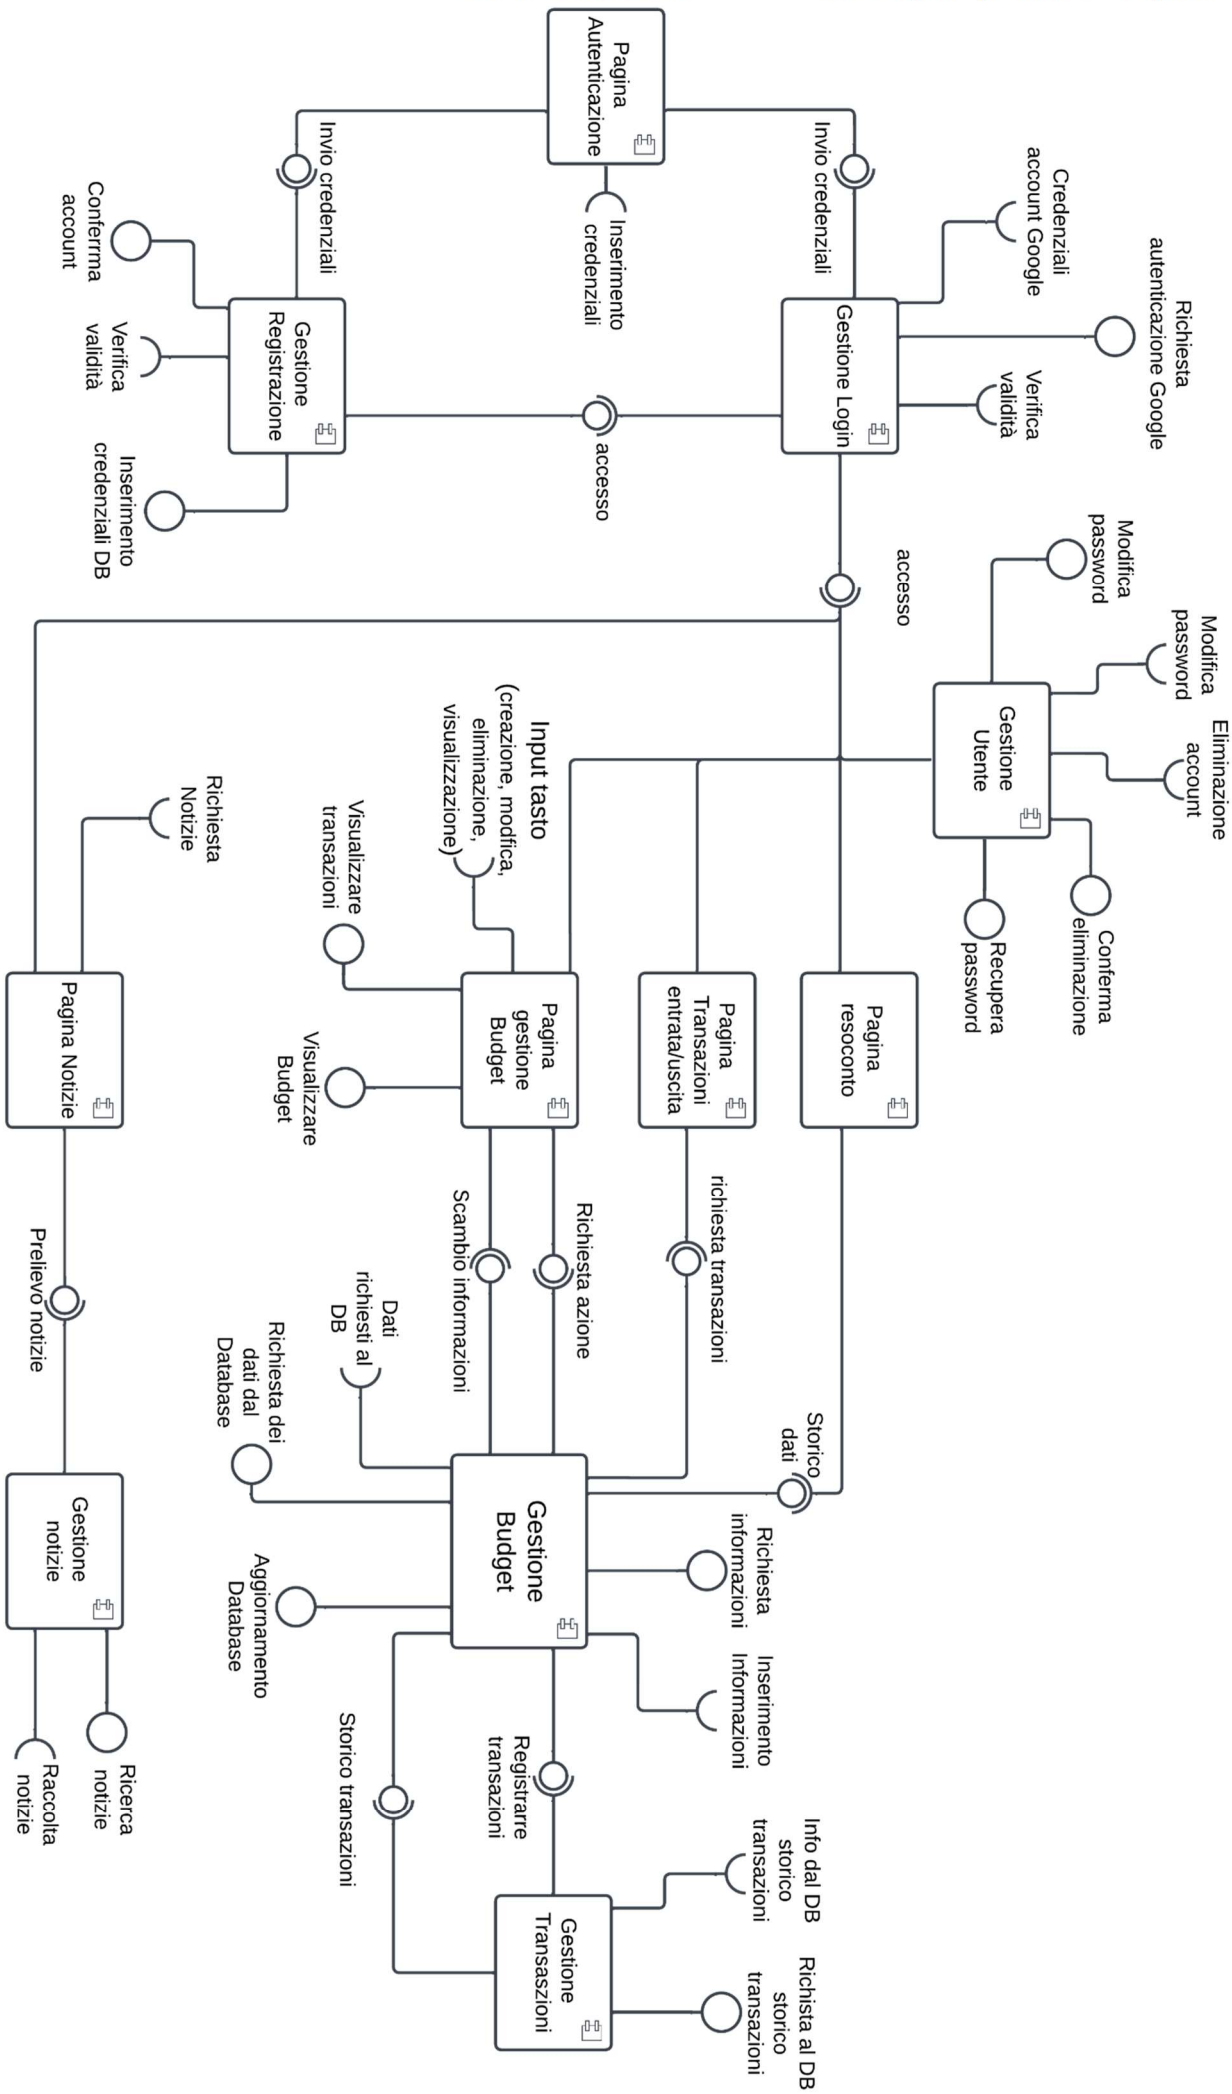 Richiesta
autenticazione Google
Credenziali
account Google
Verifica
validità
Modifica
password
Modifica
password
Eliminazione
account
Conferma
eliminazione
Recupera
password
Gestione
Utente
Invio credenziali
Gestione Login
accesso
Pagina
Autenticazione
Inserimento
credenziali
accesso
Invio credenziali
Gestione
Registrazione
Conferrma
account
Verifica
validità
Inserimento
credenziali DB
Pagina
resoconto
Storico
dati
Pagina
Transazioni
entrata/uscita
richiesta transazioni
Input tasto
(creazione, modifica,
eliminazione,
visualizzazione)
Pagina
gestione
Budget
Visualizzare
transazioni
Visualizzare
Budget
Richiesta azione
Scambio informazioni
Dati
richiesti al
DB
Richiesta dei
dati dal
Database
Gestione
Budget
Richiesta
informazioni
Inserimento
Informazioni
Aggiornamento
Database
Registrarre
transazioni
Storico transazioni
Info dal DB
storico
transazioni
Richista al DB
storico
transazioni
Gestione
Transaszioni
Richiesta
Notizie
Pagina Notizie
Prelievo notizie
Gestione
notizie
Ricerca
notizie
Raccolta
notizie